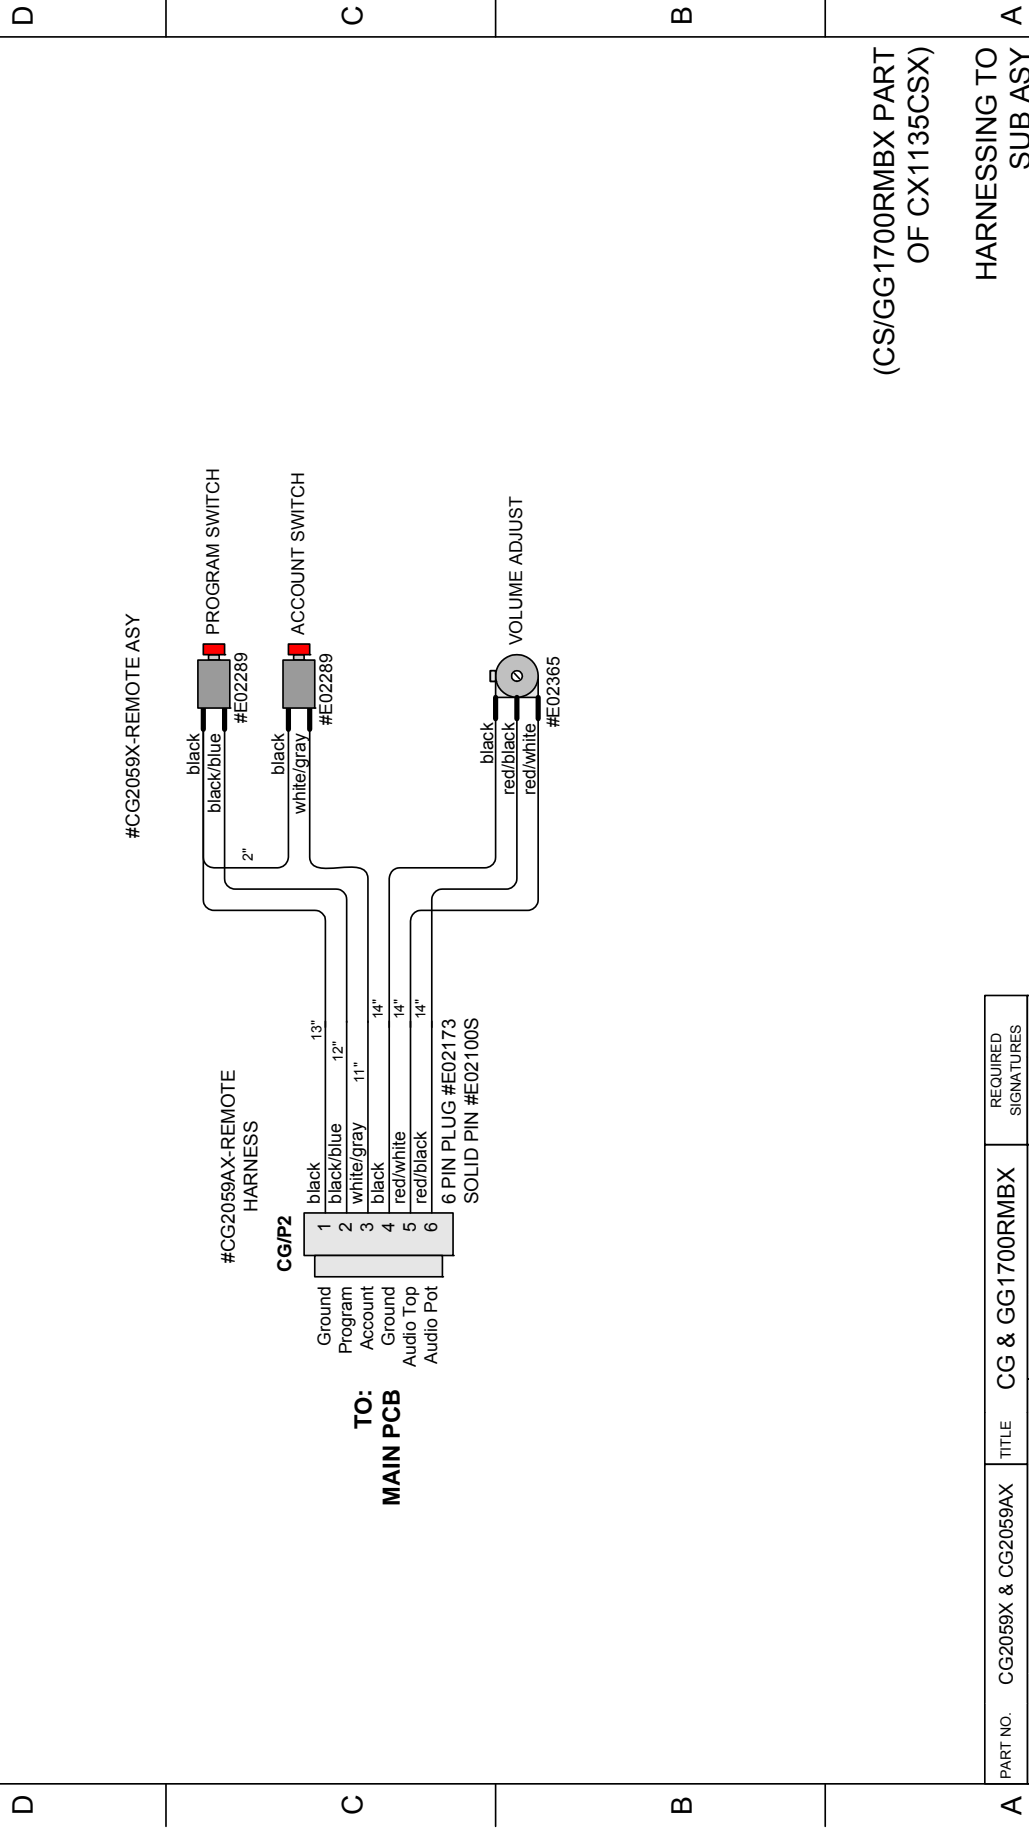 D
C
B
A
#CG2059X-REMOTE ASY
PROGRAM SWITCH
black
black/blue
#E02289
ACCOUNT SWITCH
black
white/gray
#E02289
2"
VOLUME ADJUST
black
red/black
red/white
#E02365
#CG2059AX-REMOTE
HARNESS
CG/P2
Ground 1 black 13"
Program 2 black/blue 12"
Account 3 white/gray 11"
Ground 4 black 14"
Audio Top 5 red/white 14"
Audio Pot 6 red/black 14"
6 PIN PLUG #E02173
SOLID PIN #E02100S
TO:
MAIN PCB
(CS/GG1700RMBX PART
OF CX1135CSX)
HARNESSING TO
SUB ASY
PART NO. CG2059X & CG2059AX
TITLE CG & GG1700RMBX
REQUIRED
SIGNATURES
D
C
B
A